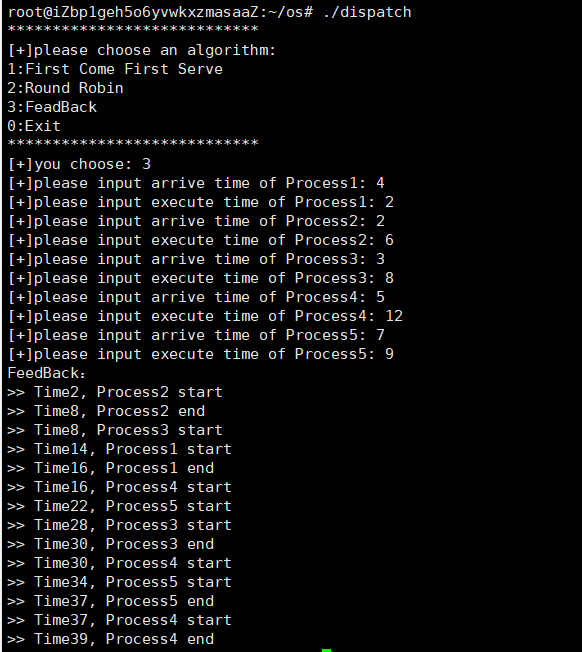 root@iZbp1geh5o6yvwkxzmasaaZ:~/os# ./dispatch
****************************
[+]please choose an algorithm:
1:First Come First Serve
2:Round Robin
3:FeadBack
0:Exit
****************************
[+]you choose: 3
[+]please input arrive time of Process1: 4
[+]please input execute time of Process1: 2
[+]please input arrive time of Process2: 2
[+]please input execute time of Process2: 6
[+]please input arrive time of Process3: 3
[+]please input execute time of Process3: 8
[+]please input arrive time of Process4: 5
[+]please input execute time of Process4: 12
[+]please input arrive time of Process5: 7
[+]please input execute time of Process5: 9
FeedBack：
>> Time2, Process2 start
>> Time8, Process2 end
>> Time8, Process3 start
>> Time14, Process1 start
>> Time16, Process1 end
>> Time16, Process4 start
>> Time22, Process5 start
>> Time28, Process3 start
>> Time30, Process3 end
>> Time30, Process4 start
>> Time34, Process5 start
>> Time37, Process5 end
>> Time37, Process4 start
>> Time39, Process4 end